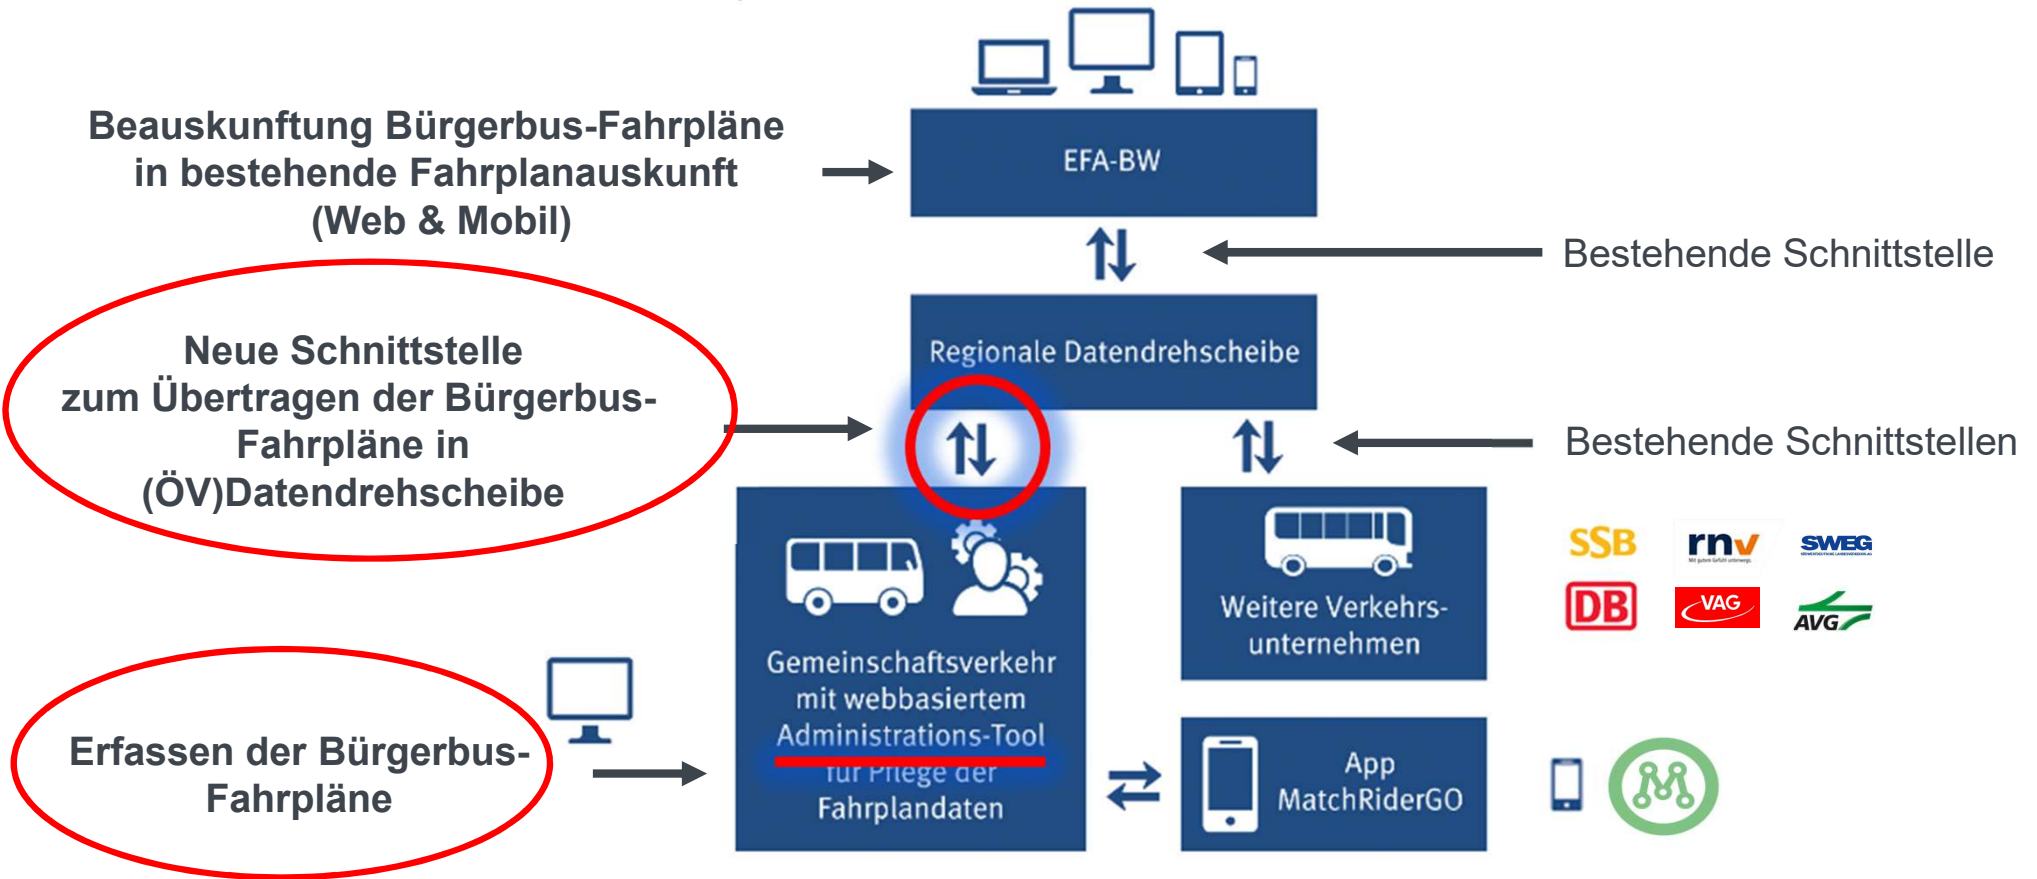 Beauskunftung Bürgerbus-Fahrpläne
in bestehende Fahrplanauskunft
(Web & Mobil)
EFA-BW
Bestehende Schnittstelle
Neue Schnittstelle
zum Übertragen der Bürgerbus-
Fahrpläne in
(ÖV)Datendrehscheibe
Regionale Datendrehscheibe
Bestehende Schnittstellen
Gemeinschaftsverkehr
mit webbasiertem
Administrations-Tool
für Pflege der
Fahrplandaten
Weitere Verkehrs-
unternehmen
SSB
rnv
SWEG
DB
VAG
AVG
Erfassen der Bürgerbus-
Fahrpläne
App
MatchRiderGO
M